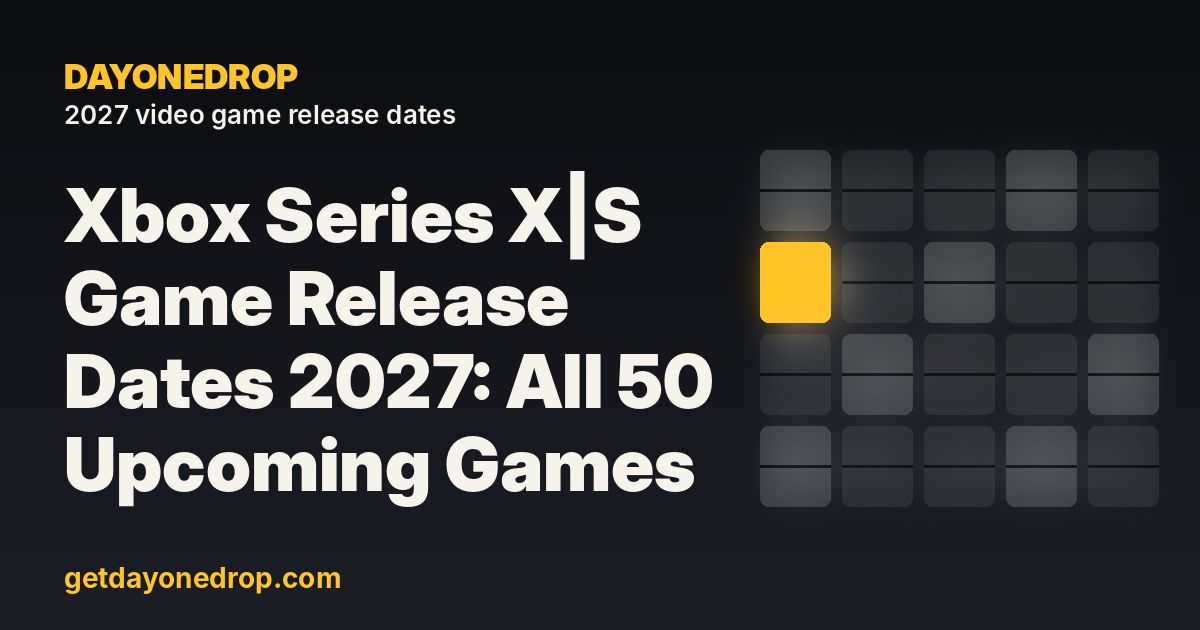 DAYONEDROP
2027 video game release dates
Xbox Series X|S
Game Release
Dates 2027: All 50
Upcoming Games
getdayonedrop.com